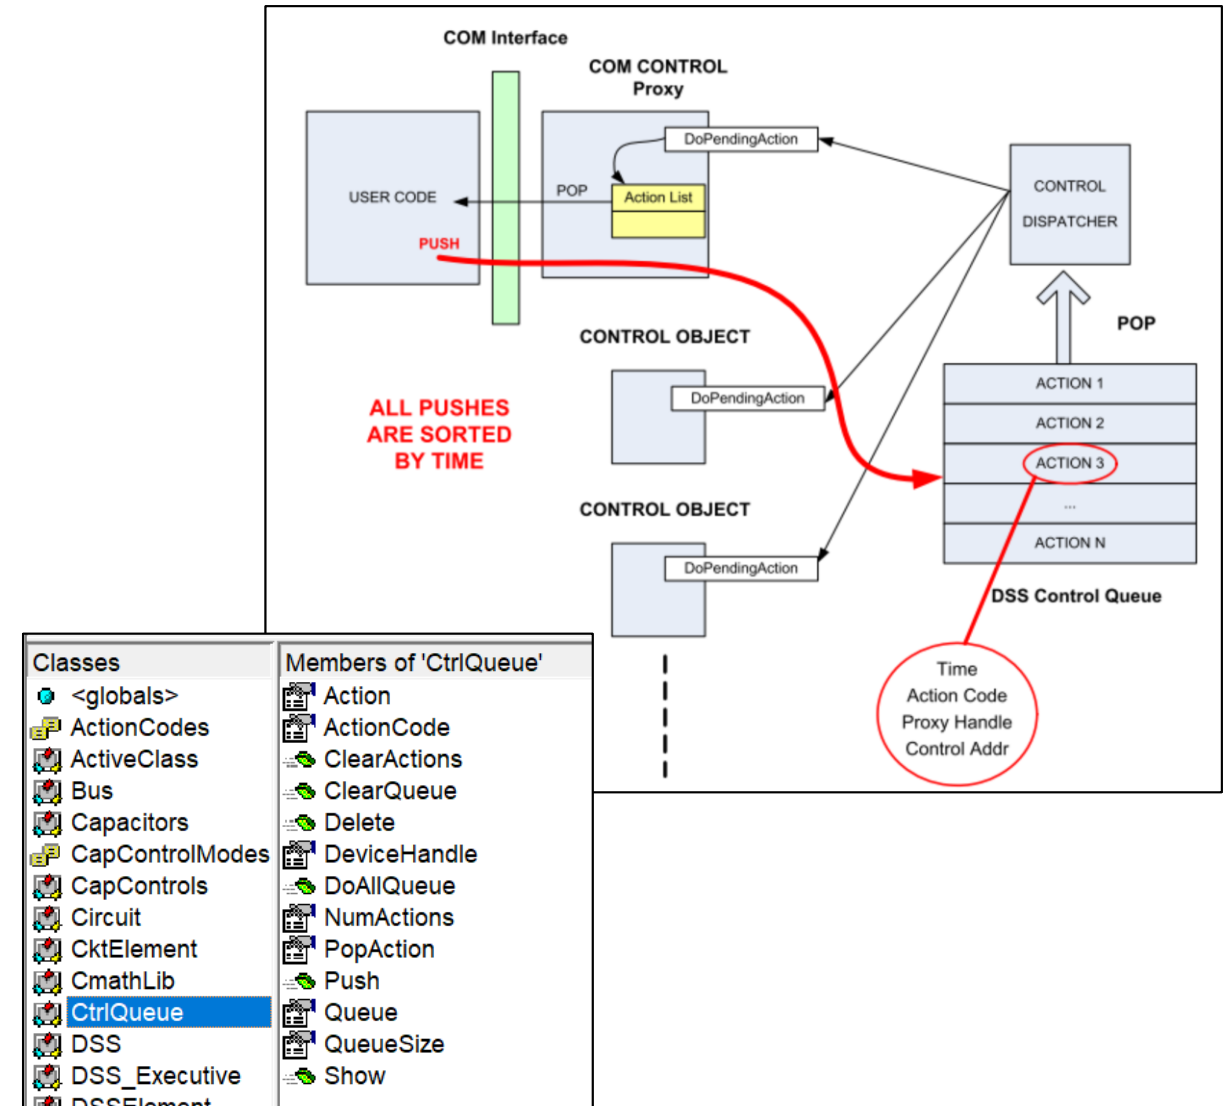 COM Interface
COM CONTROL
Proxy
DoPendingAction
USER CODE
POP
Action List
PUSH
CONTROL
DISPATCHER
POP
CONTROL OBJECT
DoPendingAction
ALL PUSHES
ARE SORTED
BY TIME
ACTION 1
ACTION 2
ACTION 3
...
ACTION N
DSS Control Queue
CONTROL OBJECT
DoPendingAction
Time
Action Code
Proxy Handle
Control Addr
Classes
<globals>
ActionCodes
ActiveClass
Bus
Capacitors
CapControlModes
CapControls
Circuit
CktElement
CmathLib
CtrlQueue
DSS
DSS_Executive
DSSElement
Members of 'CtrlQueue'
Action
ActionCode
ClearActions
ClearQueue
Delete
DeviceHandle
DoAllQueue
NumActions
PopAction
Push
Queue
QueueSize
Show